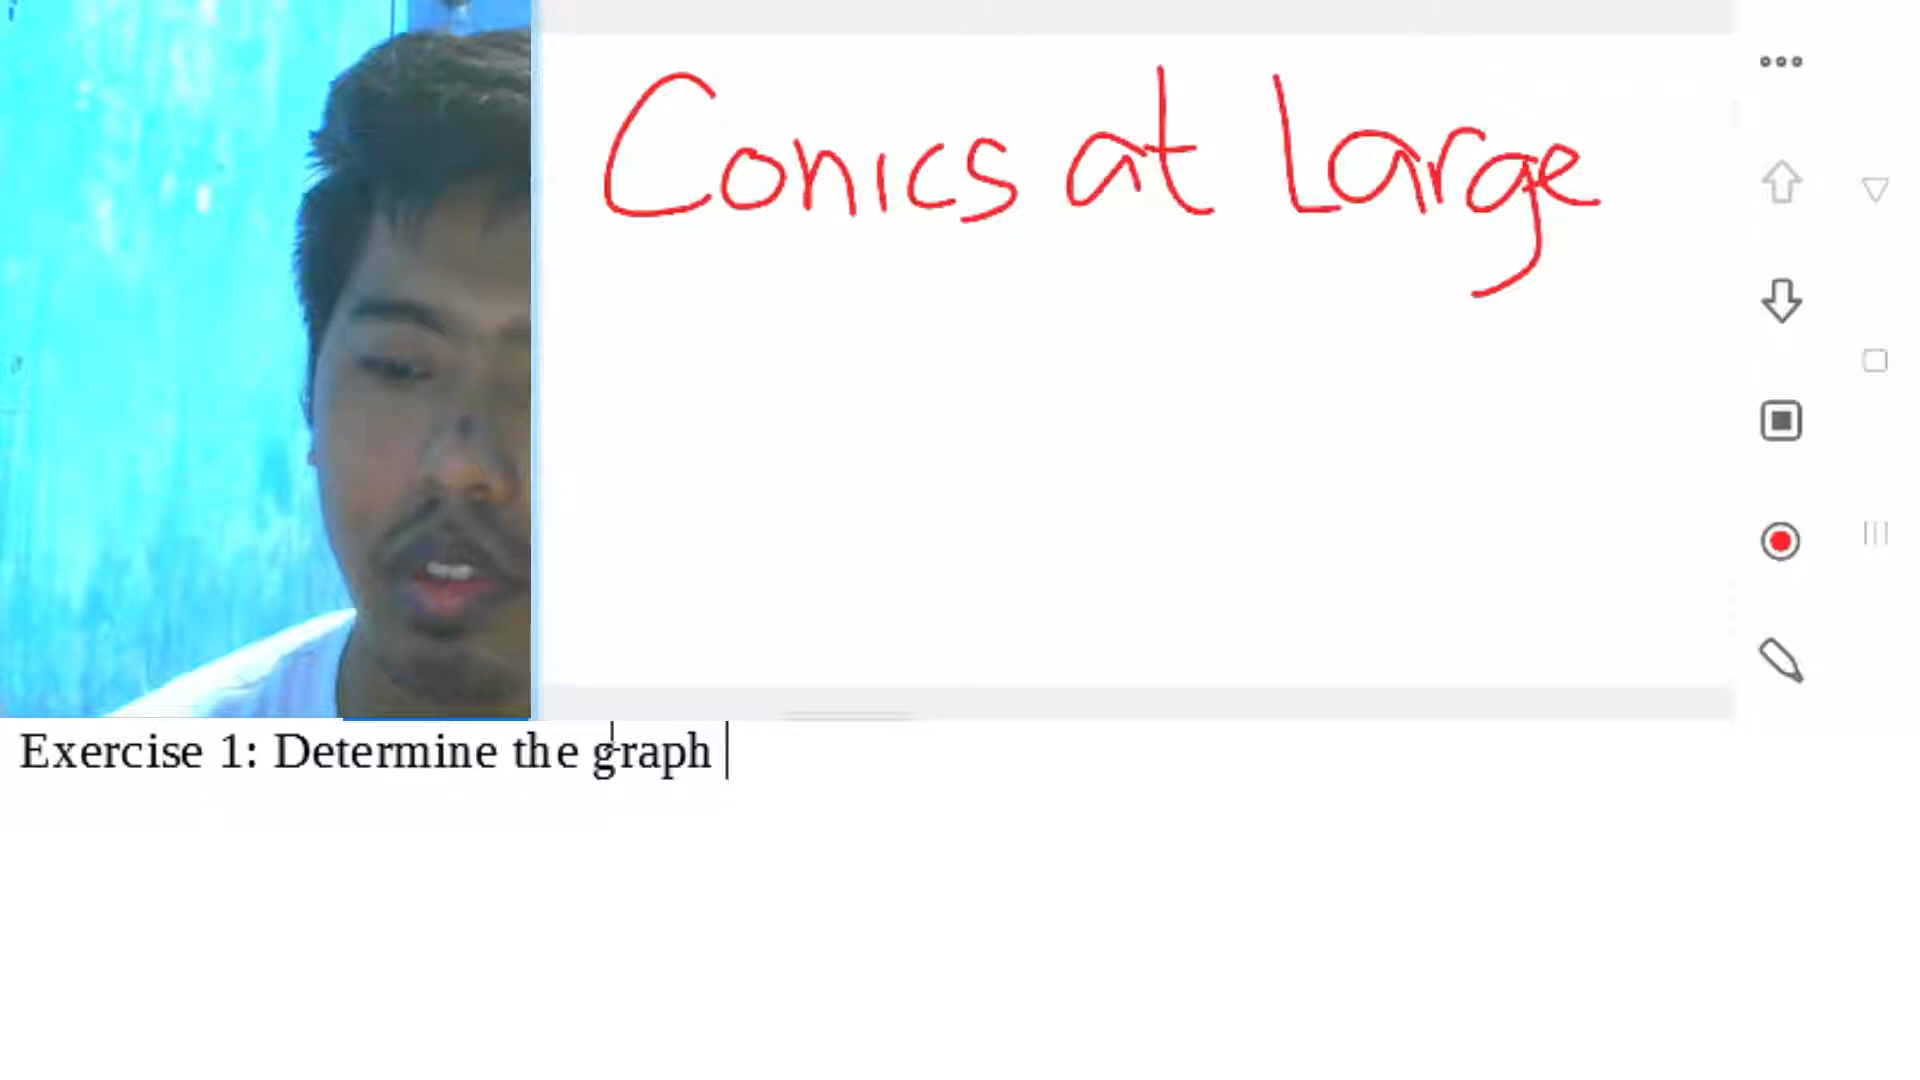 Conics at Large
Exercise 1: Determine the graph